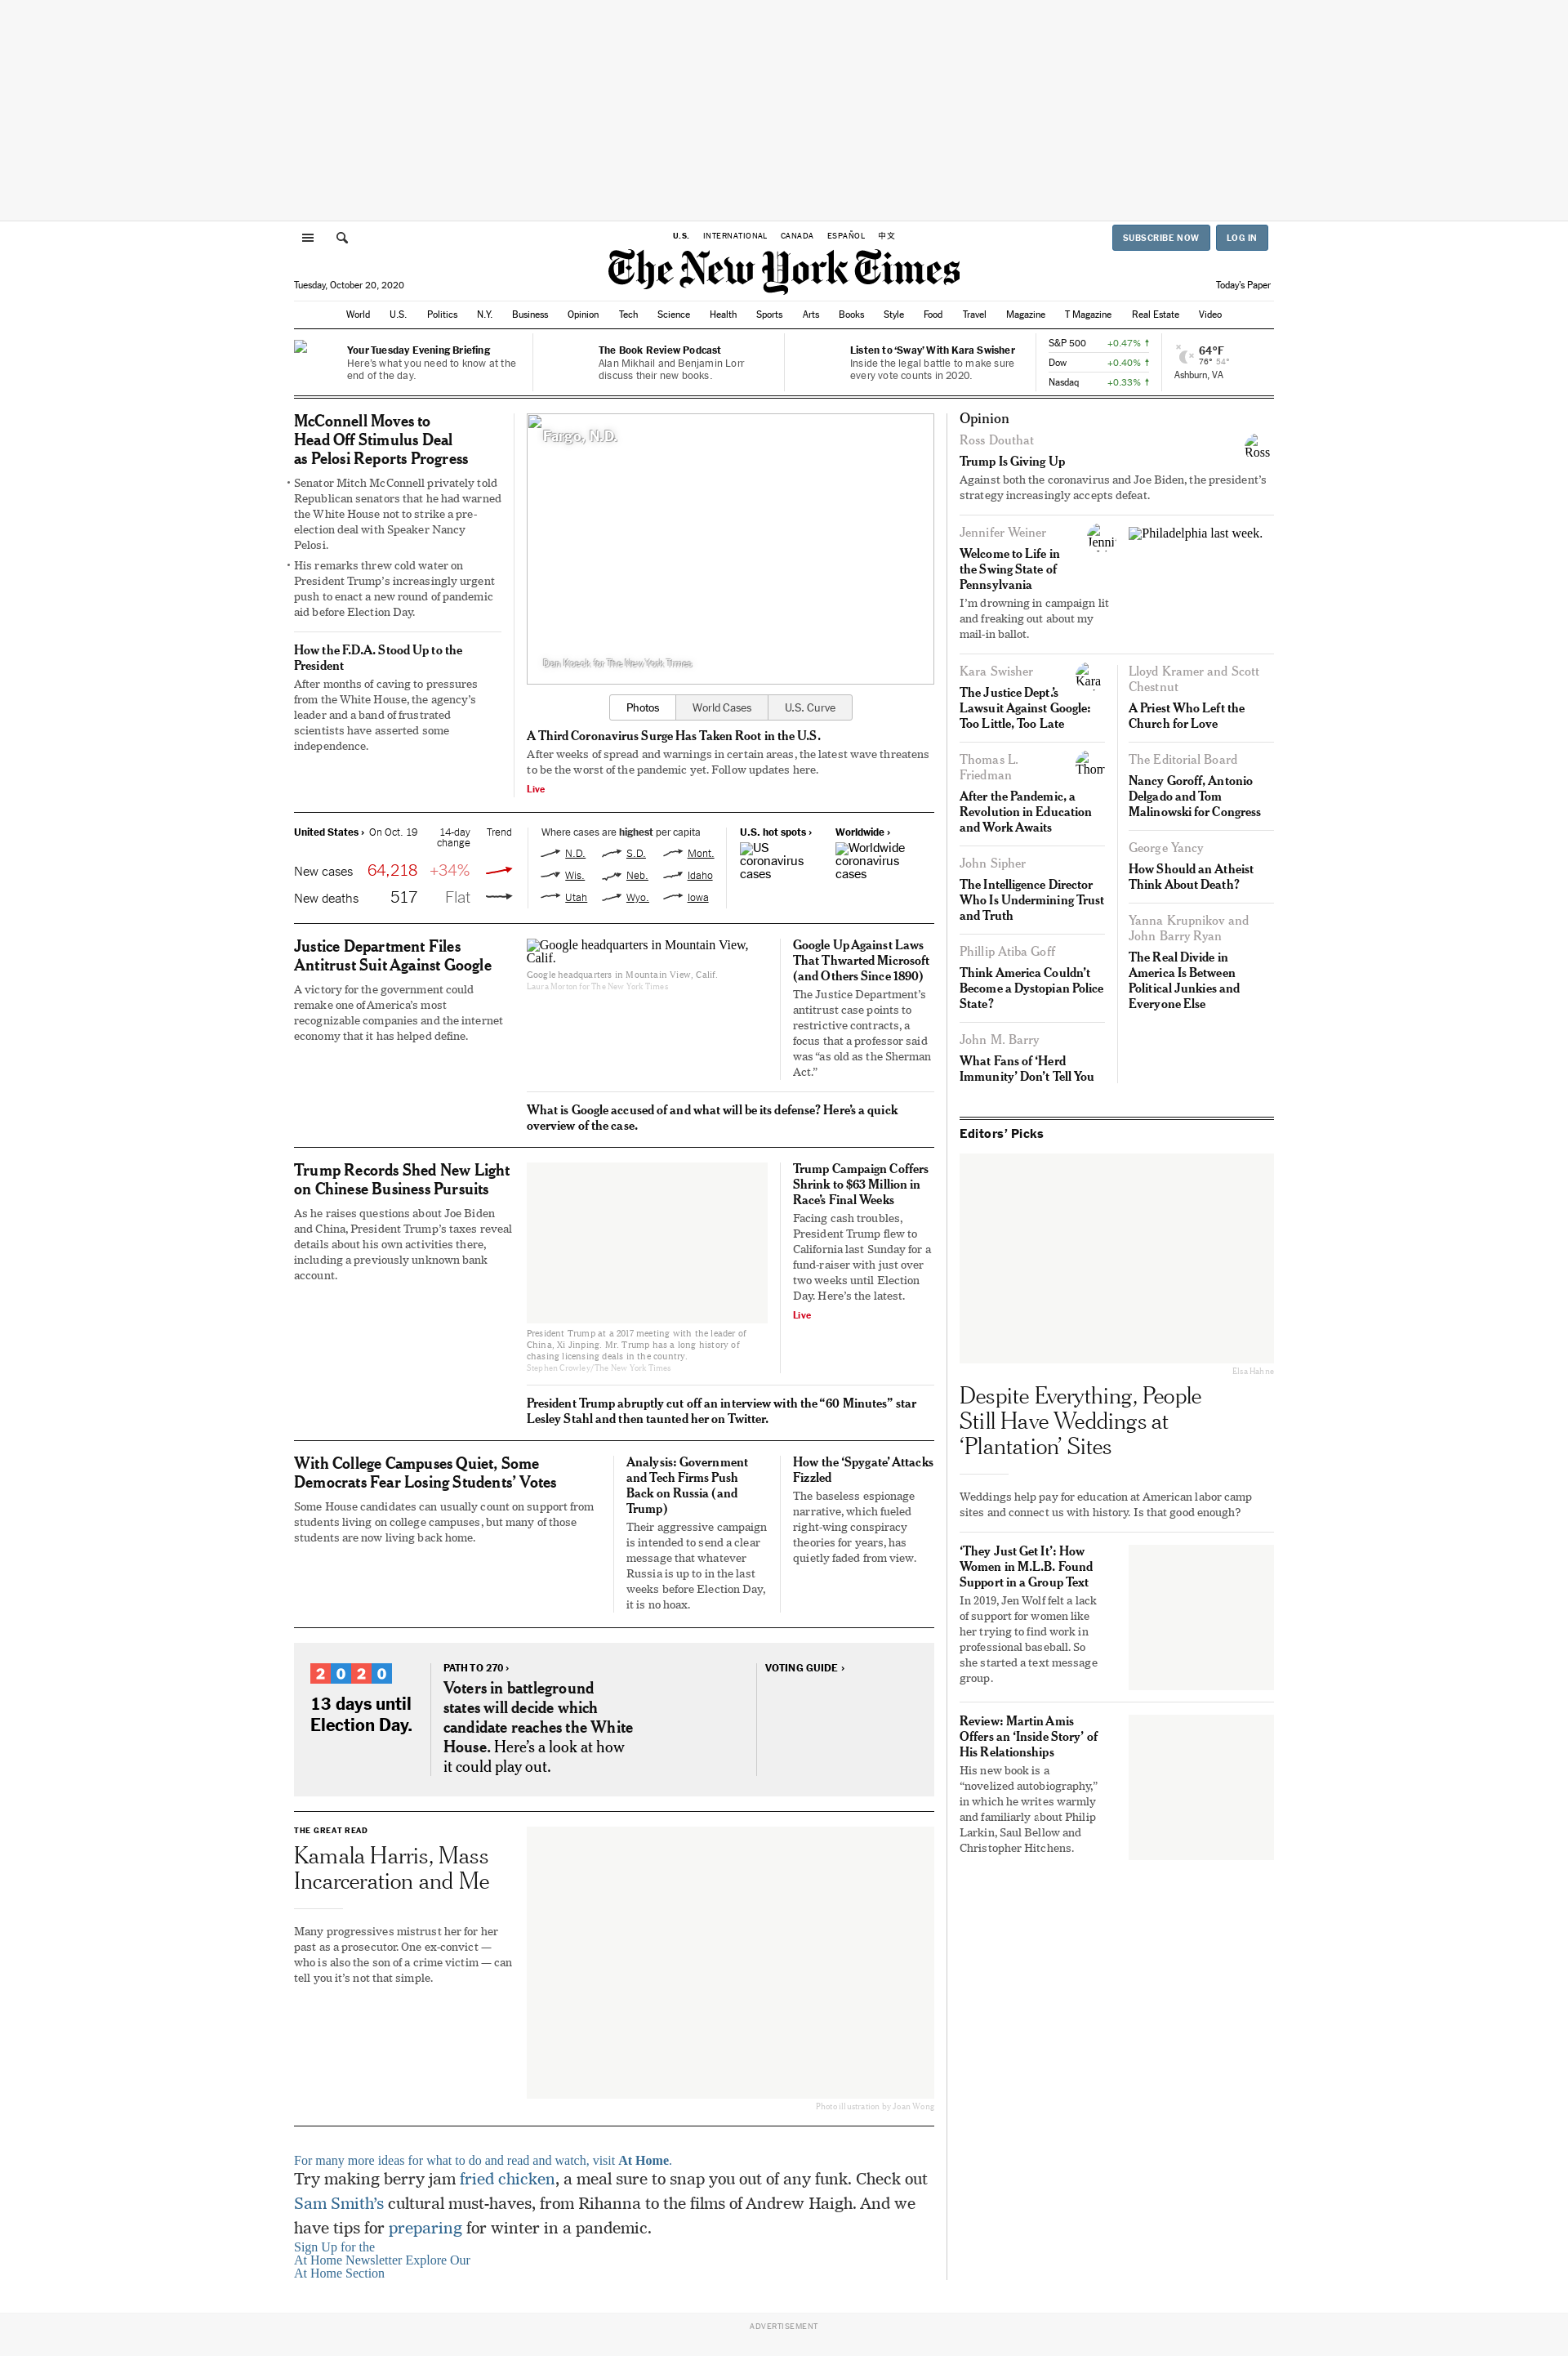 U.S. INTERNATIONAL CANADA ESPAÑOL 中文
SUBSCRIBE NOW LOG IN
The New York Times
Tuesday, October 20, 2020
Today's Paper
World U.S. Politics N.Y. Business Opinion Tech Science Health Sports Arts Books Style Food Travel Magazine T Magazine Real Estate Video
Your Tuesday Evening Briefing
Here's what you need to know at the
end of the day.
The Book Review Podcast
Alan Mikhail and Benjamin Lorr
discuss their new books.
Listen to ‘Sway’ With Kara Swisher
Inside the legal battle to make sure
every vote counts in 2020.
S&P 500 +0.47% ↑
Dow +0.40% ↑
Nasdaq +0.33% ↑
64°F
76° 54°
Ashburn, VA
McConnell Moves to
Head Off Stimulus Deal
as Pelosi Reports Progress
• Senator Mitch McConnell privately told
Republican senators that he had warned
the White House not to strike a pre-
election deal with Speaker Nancy
Pelosi.
• His remarks threw cold water on
President Trump’s increasingly urgent
push to enact a new round of pandemic
aid before Election Day.
How the F.D.A. Stood Up to the
President
After months of caving to pressures
from the White House, the agency’s
leader and a band of frustrated
scientists have asserted some
independence.
Fargo, N.D.
Dan Koeck for The New York Times
Photos World Cases U.S. Curve
A Third Coronavirus Surge Has Taken Root in the U.S.
After weeks of spread and warnings in certain areas, the latest wave threatens
to be the worst of the pandemic yet. Follow updates here.
Live
United States › On Oct. 19 14-day
change Trend
New cases 64,218 +34%
New deaths 517 Flat
Where cases are highest per capita
N.D. S.D. Mont.
Wis. Neb. Idaho
Utah Wyo. Iowa
U.S. hot spots ›
US
coronavirus
cases
Worldwide ›
Worldwide
coronavirus
cases
Justice Department Files
Antitrust Suit Against Google
A victory for the government could
remake one of America’s most
recognizable companies and the internet
economy that it has helped define.
Google headquarters in Mountain View,
Calif.
Google headquarters in Mountain View, Calif.
Laura Morton for The New York Times
Google Up Against Laws
That Thwarted Microsoft
(and Others Since 1890)
The Justice Department’s
antitrust case points to
restrictive contracts, a
focus that a professor said
was “as old as the Sherman
Act.”
What is Google accused of and what will be its defense? Here’s a quick
overview of the case.
Trump Records Shed New Light
on Chinese Business Pursuits
As he raises questions about Joe Biden
and China, President Trump’s taxes reveal
details about his own activities there,
including a previously unknown bank
account.
President Trump at a 2017 meeting with the leader of
China, Xi Jinping. Mr. Trump has a long history of
chasing licensing deals in the country.
Stephen Crowley/The New York Times
Trump Campaign Coffers
Shrink to $63 Million in
Race’s Final Weeks
Facing cash troubles,
President Trump flew to
California last Sunday for a
fund-raiser with just over
two weeks until Election
Day. Here’s the latest.
Live
President Trump abruptly cut off an interview with the “60 Minutes” star
Lesley Stahl and then taunted her on Twitter.
With College Campuses Quiet, Some
Democrats Fear Losing Students’ Votes
Some House candidates can usually count on support from
students living on college campuses, but many of those
students are now living back home.
Analysis: Government
and Tech Firms Push
Back on Russia (and
Trump)
Their aggressive campaign
is intended to send a clear
message that whatever
Russia is up to in the last
weeks before Election Day,
it is no hoax.
How the ‘Spygate’ Attacks
Fizzled
The baseless espionage
narrative, which fueled
right-wing conspiracy
theories for years, has
quietly faded from view.
2020
13 days until
Election Day.
PATH TO 270 ›
Voters in battleground
states will decide which
candidate reaches the White
House. Here’s a look at how
it could play out.
VOTING GUIDE ›
THE GREAT READ
Kamala Harris, Mass
Incarceration and Me
Many progressives mistrust her for her
past as a prosecutor. One ex-convict —
who is also the son of a crime victim — can
tell you it’s not that simple.
Photo illustration by Joan Wong
For many more ideas for what to do and read and watch, visit At Home.
Try making berry jam fried chicken, a meal sure to snap you out of any funk. Check out
Sam Smith’s cultural must-haves, from Rihanna to the films of Andrew Haigh. And we
have tips for preparing for winter in a pandemic.
Sign Up for the
At Home Newsletter Explore Our
At Home Section
Opinion
Ross Douthat
Ross
Trump Is Giving Up
Against both the coronavirus and Joe Biden, the president’s
strategy increasingly accepts defeat.
Jennifer Weiner
Welcome to Life in
the Swing State of
Pennsylvania
I’m drowning in campaign lit
and freaking out about my
mail-in ballot.
Philadelphia last week.
Kara Swisher
Kara
The Justice Dept.’s
Lawsuit Against Google:
Too Little, Too Late
Thomas L.
Friedman
Thom
After the Pandemic, a
Revolution in Education
and Work Awaits
John Sipher
The Intelligence Director
Who Is Undermining Trust
and Truth
Phillip Atiba Goff
Think America Couldn’t
Become a Dystopian Police
State?
John M. Barry
What Fans of ‘Herd
Immunity’ Don’t Tell You
Lloyd Kramer and Scott
Chestnut
A Priest Who Left the
Church for Love
The Editorial Board
Nancy Goroff, Antonio
Delgado and Tom
Malinowski for Congress
George Yancy
How Should an Atheist
Think About Death?
Yanna Krupnikov and
John Barry Ryan
The Real Divide in
America Is Between
Political Junkies and
Everyone Else
Editors’ Picks
Elsa Hahne
Despite Everything, People
Still Have Weddings at
‘Plantation’ Sites
Weddings help pay for education at American labor camp
sites and connect us with history. Is that good enough?
‘They Just Get It’: How
Women in M.L.B. Found
Support in a Group Text
In 2019, Jen Wolf felt a lack
of support for women like
her trying to find work in
professional baseball. So
she started a text message
group.
Review: Martin Amis
Offers an ‘Inside Story’ of
His Relationships
His new book is a
“novelized autobiography,”
in which he writes warmly
and familiarly about Philip
Larkin, Saul Bellow and
Christopher Hitchens.
ADVERTISEMENT